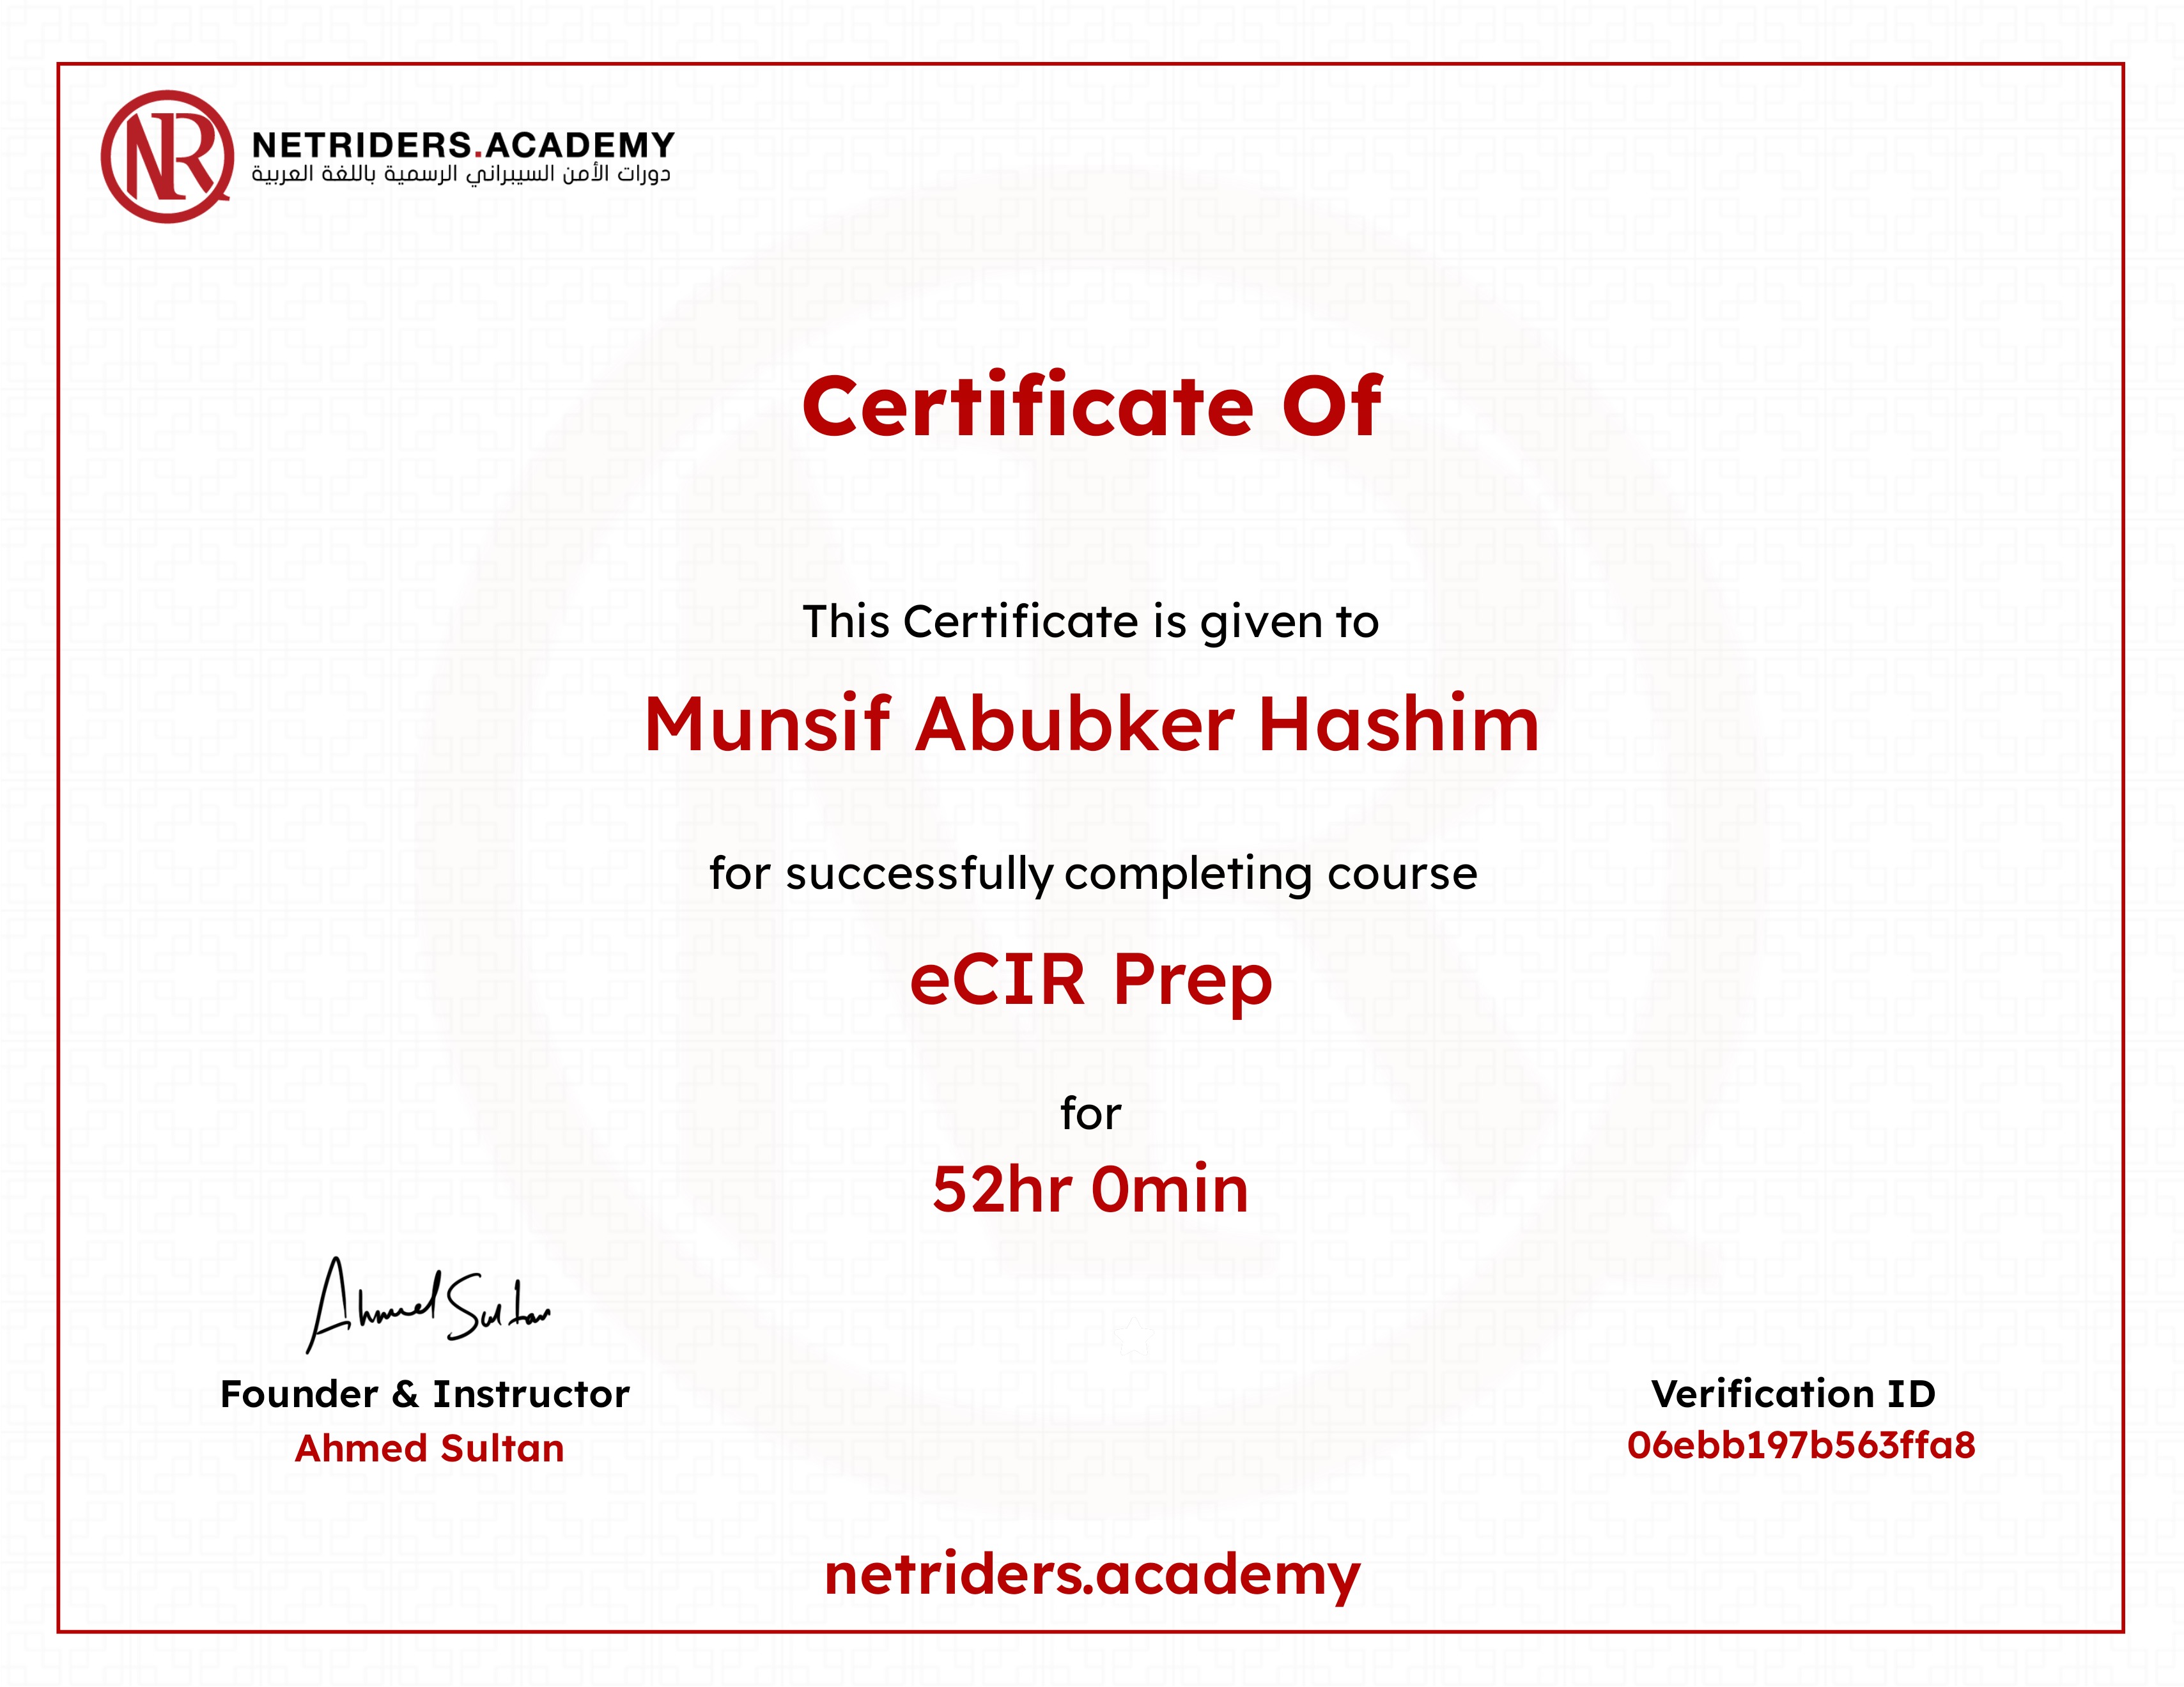 NR
NETRIDERS.ACADEMY
دورات الأمن السيبراني الرسمية باللغة العربية
Certificate Of
This Certificate is given to
Munsif Abubker Hashim
for successfully completing course
eCIR Prep
for
52hr 0min
Ahmed Sultan
Founder & Instructor
Ahmed Sultan
Verification ID
06ebb197b563ffa8
netriders.academy